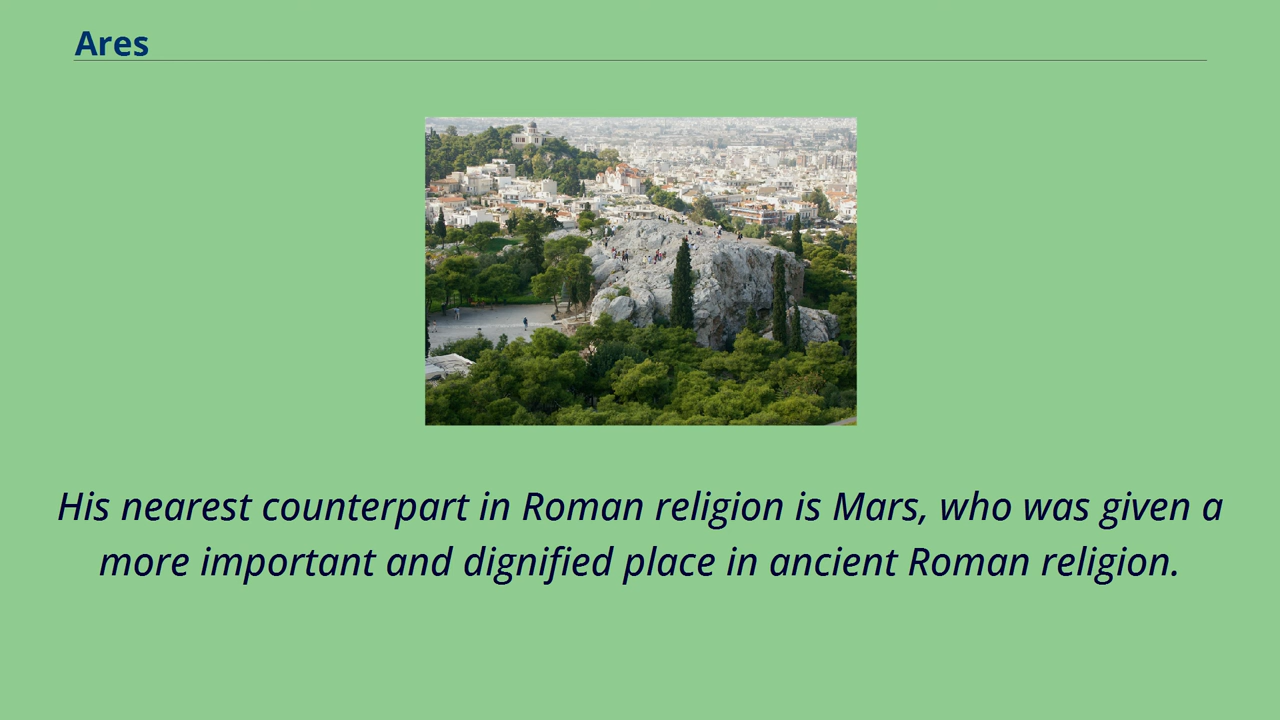 Ares
His nearest counterpart in Roman religion is Mars, who was given a
more important and dignified place in ancient Roman religion.